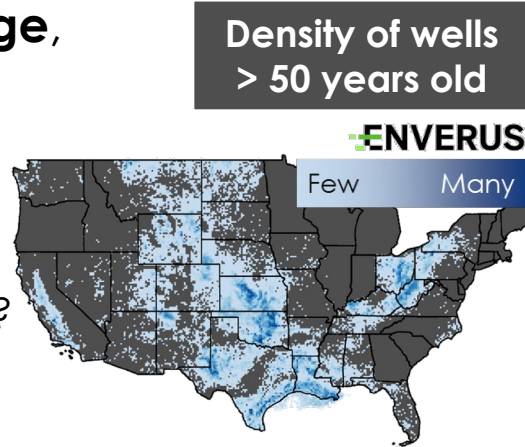 ge,
Density of wells
> 50 years old
ENVERUS
Few Many
?